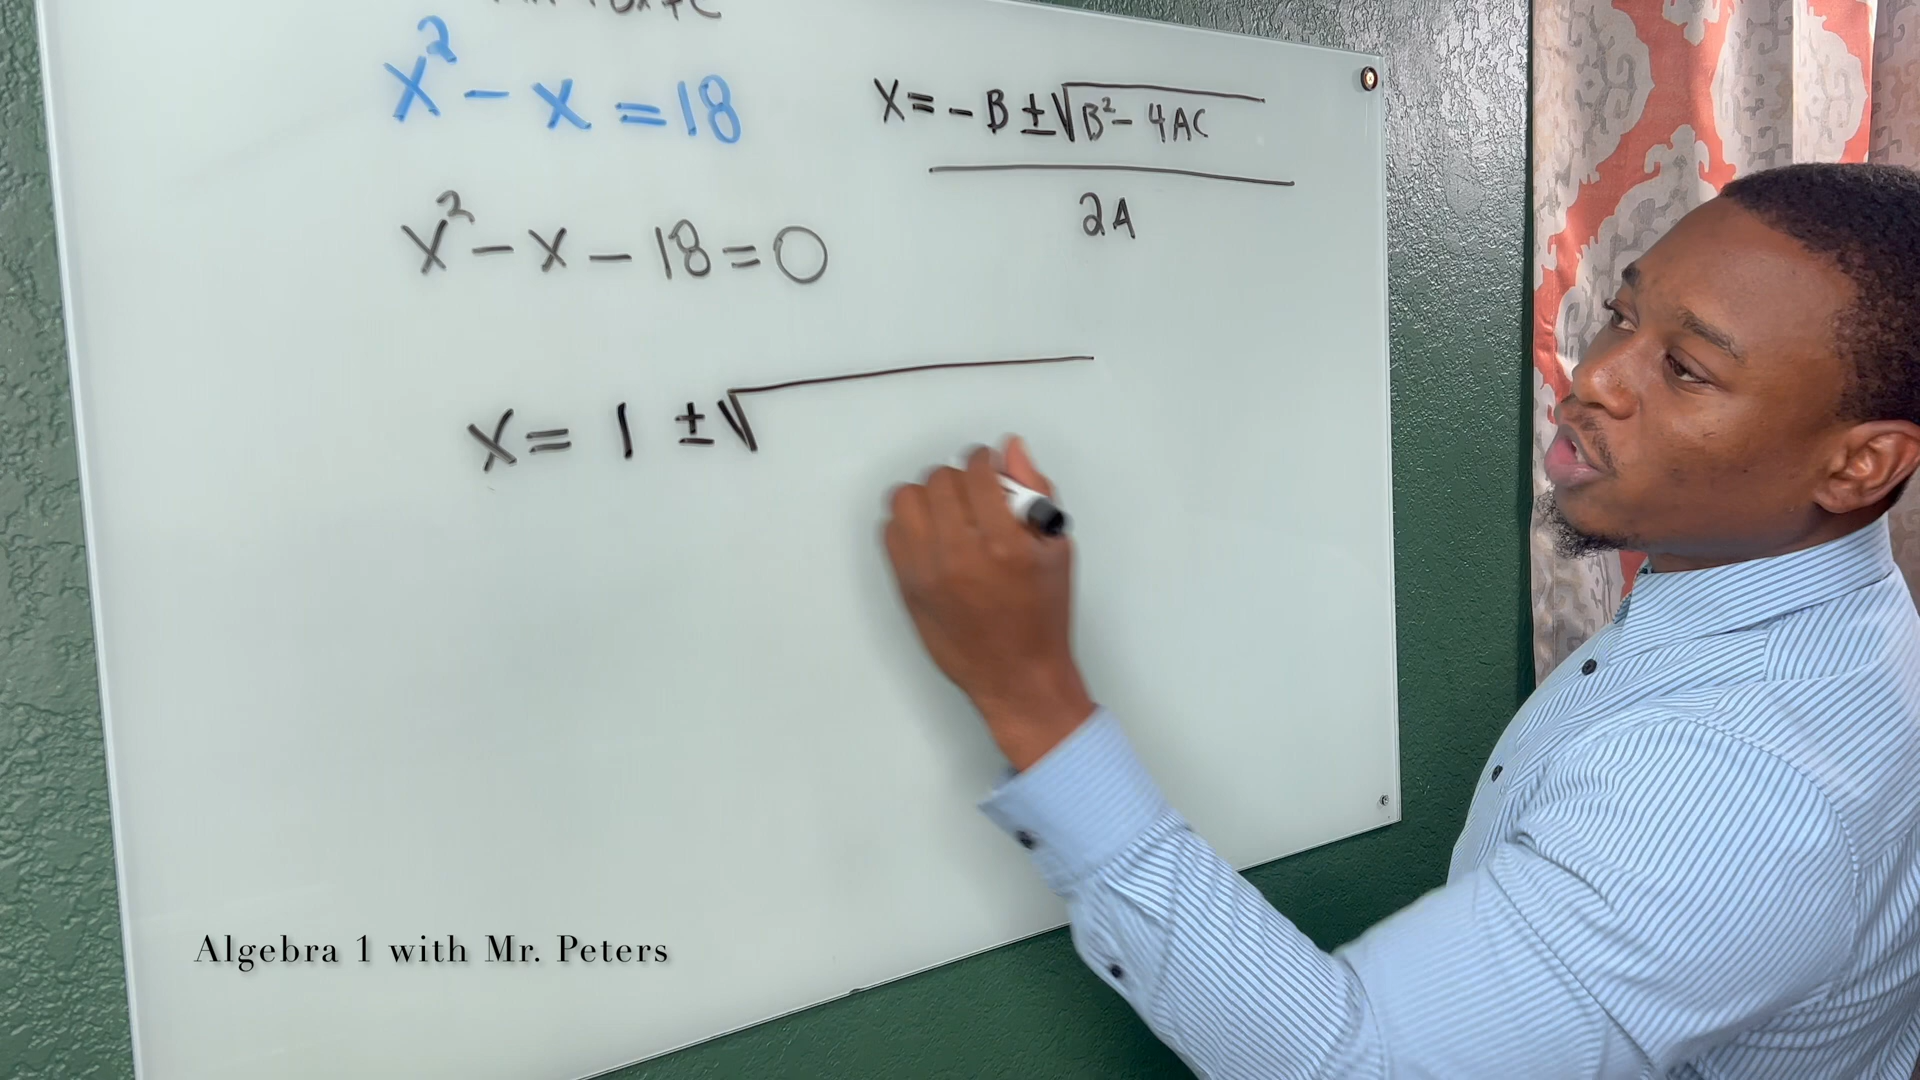 x² - x = 18
X = -B ±√B² - 4AC
2A
x² - x - 18 = 0
x = 1 ±√
Algebra 1 with Mr. Peters